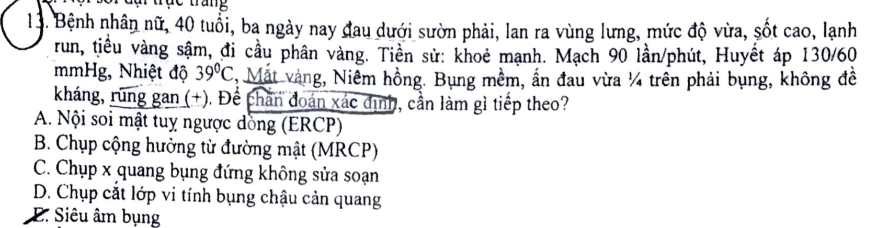 13. Bệnh nhân nữ, 40 tuổi, ba ngày nay đau dưới sườn phải, lan ra vùng lưng, mức độ vừa, sốt cao, lạnh
run, tiểu vàng sậm, đi cầu phân vàng. Tiền sử: khoẻ mạnh. Mạch 90 lần/phút, Huyết áp 130/60
mmHg, Nhiệt độ 39⁰C, Mắt vàng, Niêm hồng. Bụng mềm, ấn đau vừa ¼ trên phải bụng, không đề
kháng, rung gan (+). Để chẩn đoán xác định, cần làm gì tiếp theo?
A. Nội soi mật tuỵ ngược dòng (ERCP)
B. Chụp cộng hưởng từ đường mật (MRCP)
C. Chụp x quang bụng đứng không sửa soạn
D. Chụp cắt lớp vi tính bụng chậu cản quang
E. Siêu âm bụng